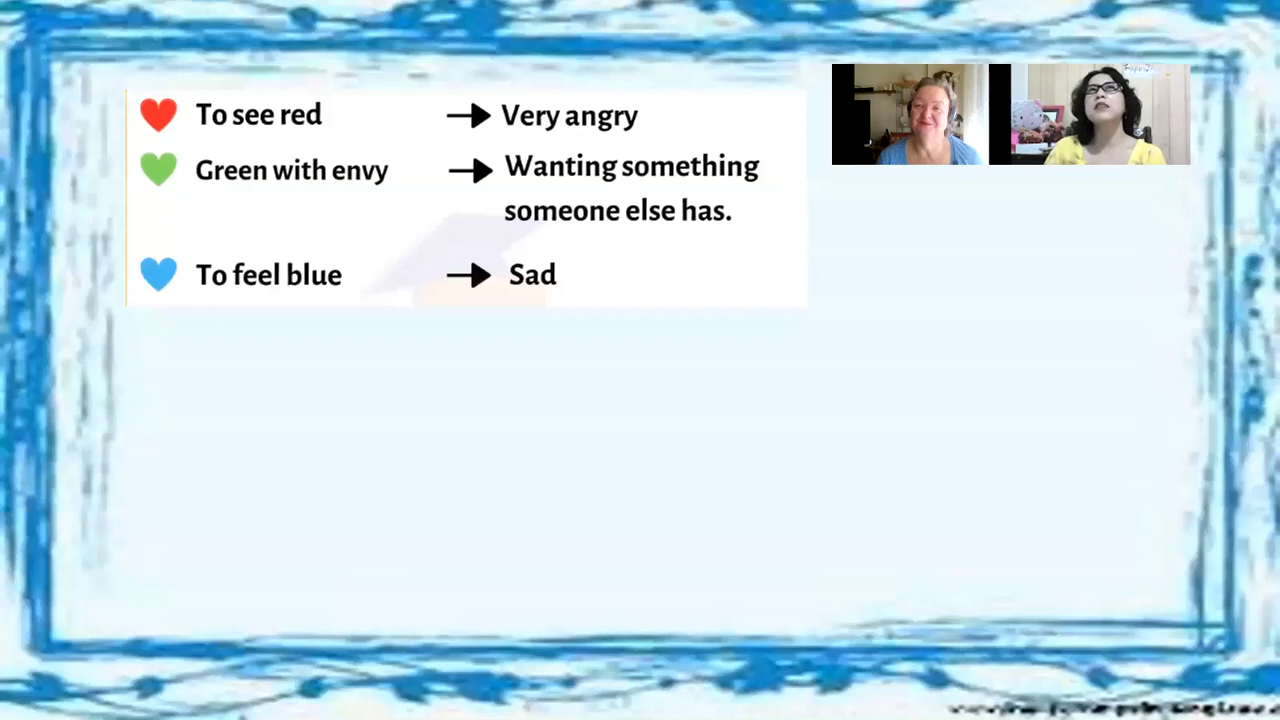 To see red → Very angry
Green with envy → Wanting something
someone else has.
To feel blue → Sad